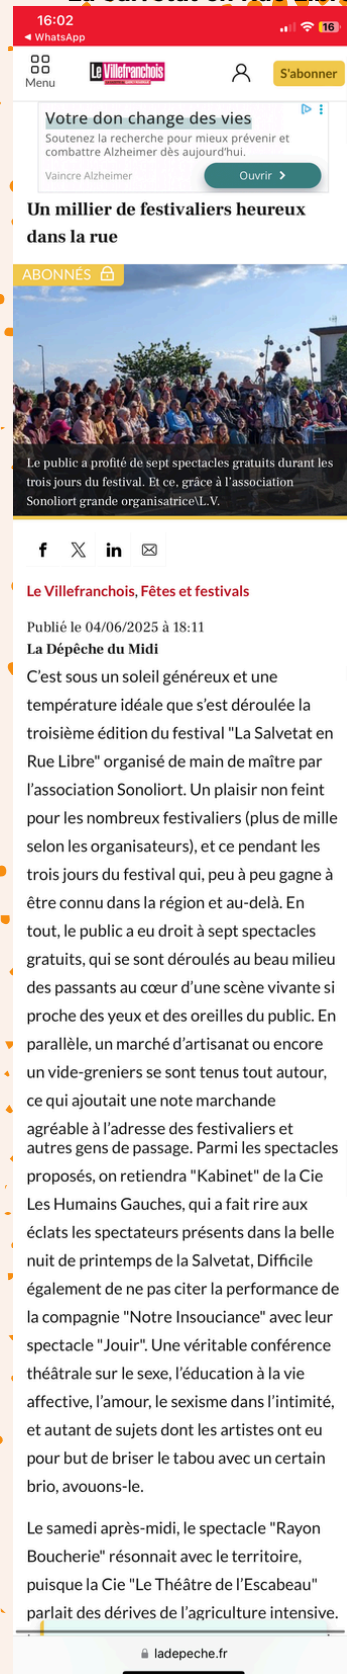 16:02
16
◀ WhatsApp
Menu
Le Villefranchois
S'abonner
Votre don change des vies
Soutenez la recherche pour mieux prévenir et
combattre Alzheimer dès aujourd'hui.
Vaincre Alzheimer
Ouvrir >
Un millier de festivaliers heureux
dans la rue
ABONNÉS
Le public a profité de sept spectacles gratuits durant les
trois jours du festival. Et ce, grâce à l'association
Sonoliort grande organisatrice\L.V.
Le Villefranchois, Fêtes et festivals
Publié le 04/06/2025 à 18:11
La Dépêche du Midi
C'est sous un soleil généreux et une
température idéale que s'est déroulée la
troisième édition du festival "La Salvetat en
Rue Libre" organisé de main de maître par
l'association Sonoliort. Un plaisir non feint
pour les nombreux festivaliers (plus de mille
selon les organisateurs), et ce pendant les
trois jours du festival qui, peu à peu gagne à
être connu dans la région et au-delà. En
tout, le public a eu droit à sept spectacles
gratuits, qui se sont déroulés au beau milieu
des passants au cœur d'une scène vivante si
proche des yeux et des oreilles du public. En
parallèle, un marché d'artisanat ou encore
un vide-greniers se sont tenus tout autour,
ce qui ajoutait une note marchande
agréable à l'adresse des festivaliers et
autres gens de passage. Parmi les spectacles
proposés, on retiendra "Kabinet" de la Cie
Les Humains Gauches, qui a fait rire aux
éclats les spectateurs présents dans la belle
nuit de printemps de la Salvetat, Difficile
également de ne pas citer la performance de
la compagnie "Notre Insouciance" avec leur
spectacle "Jouir". Une véritable conférence
théâtrale sur le sexe, l'éducation à la vie
affective, l'amour, le sexisme dans l'intimité,
et autant de sujets dont les artistes ont eu
pour but de briser le tabou avec un certain
brio, avouons-le.
Le samedi après-midi, le spectacle "Rayon
Boucherie" résonnait avec le territoire,
puisque la Cie "Le Théâtre de l'Escabeau"
parlait des dérives de l'agriculture intensive.
ladepeche.fr